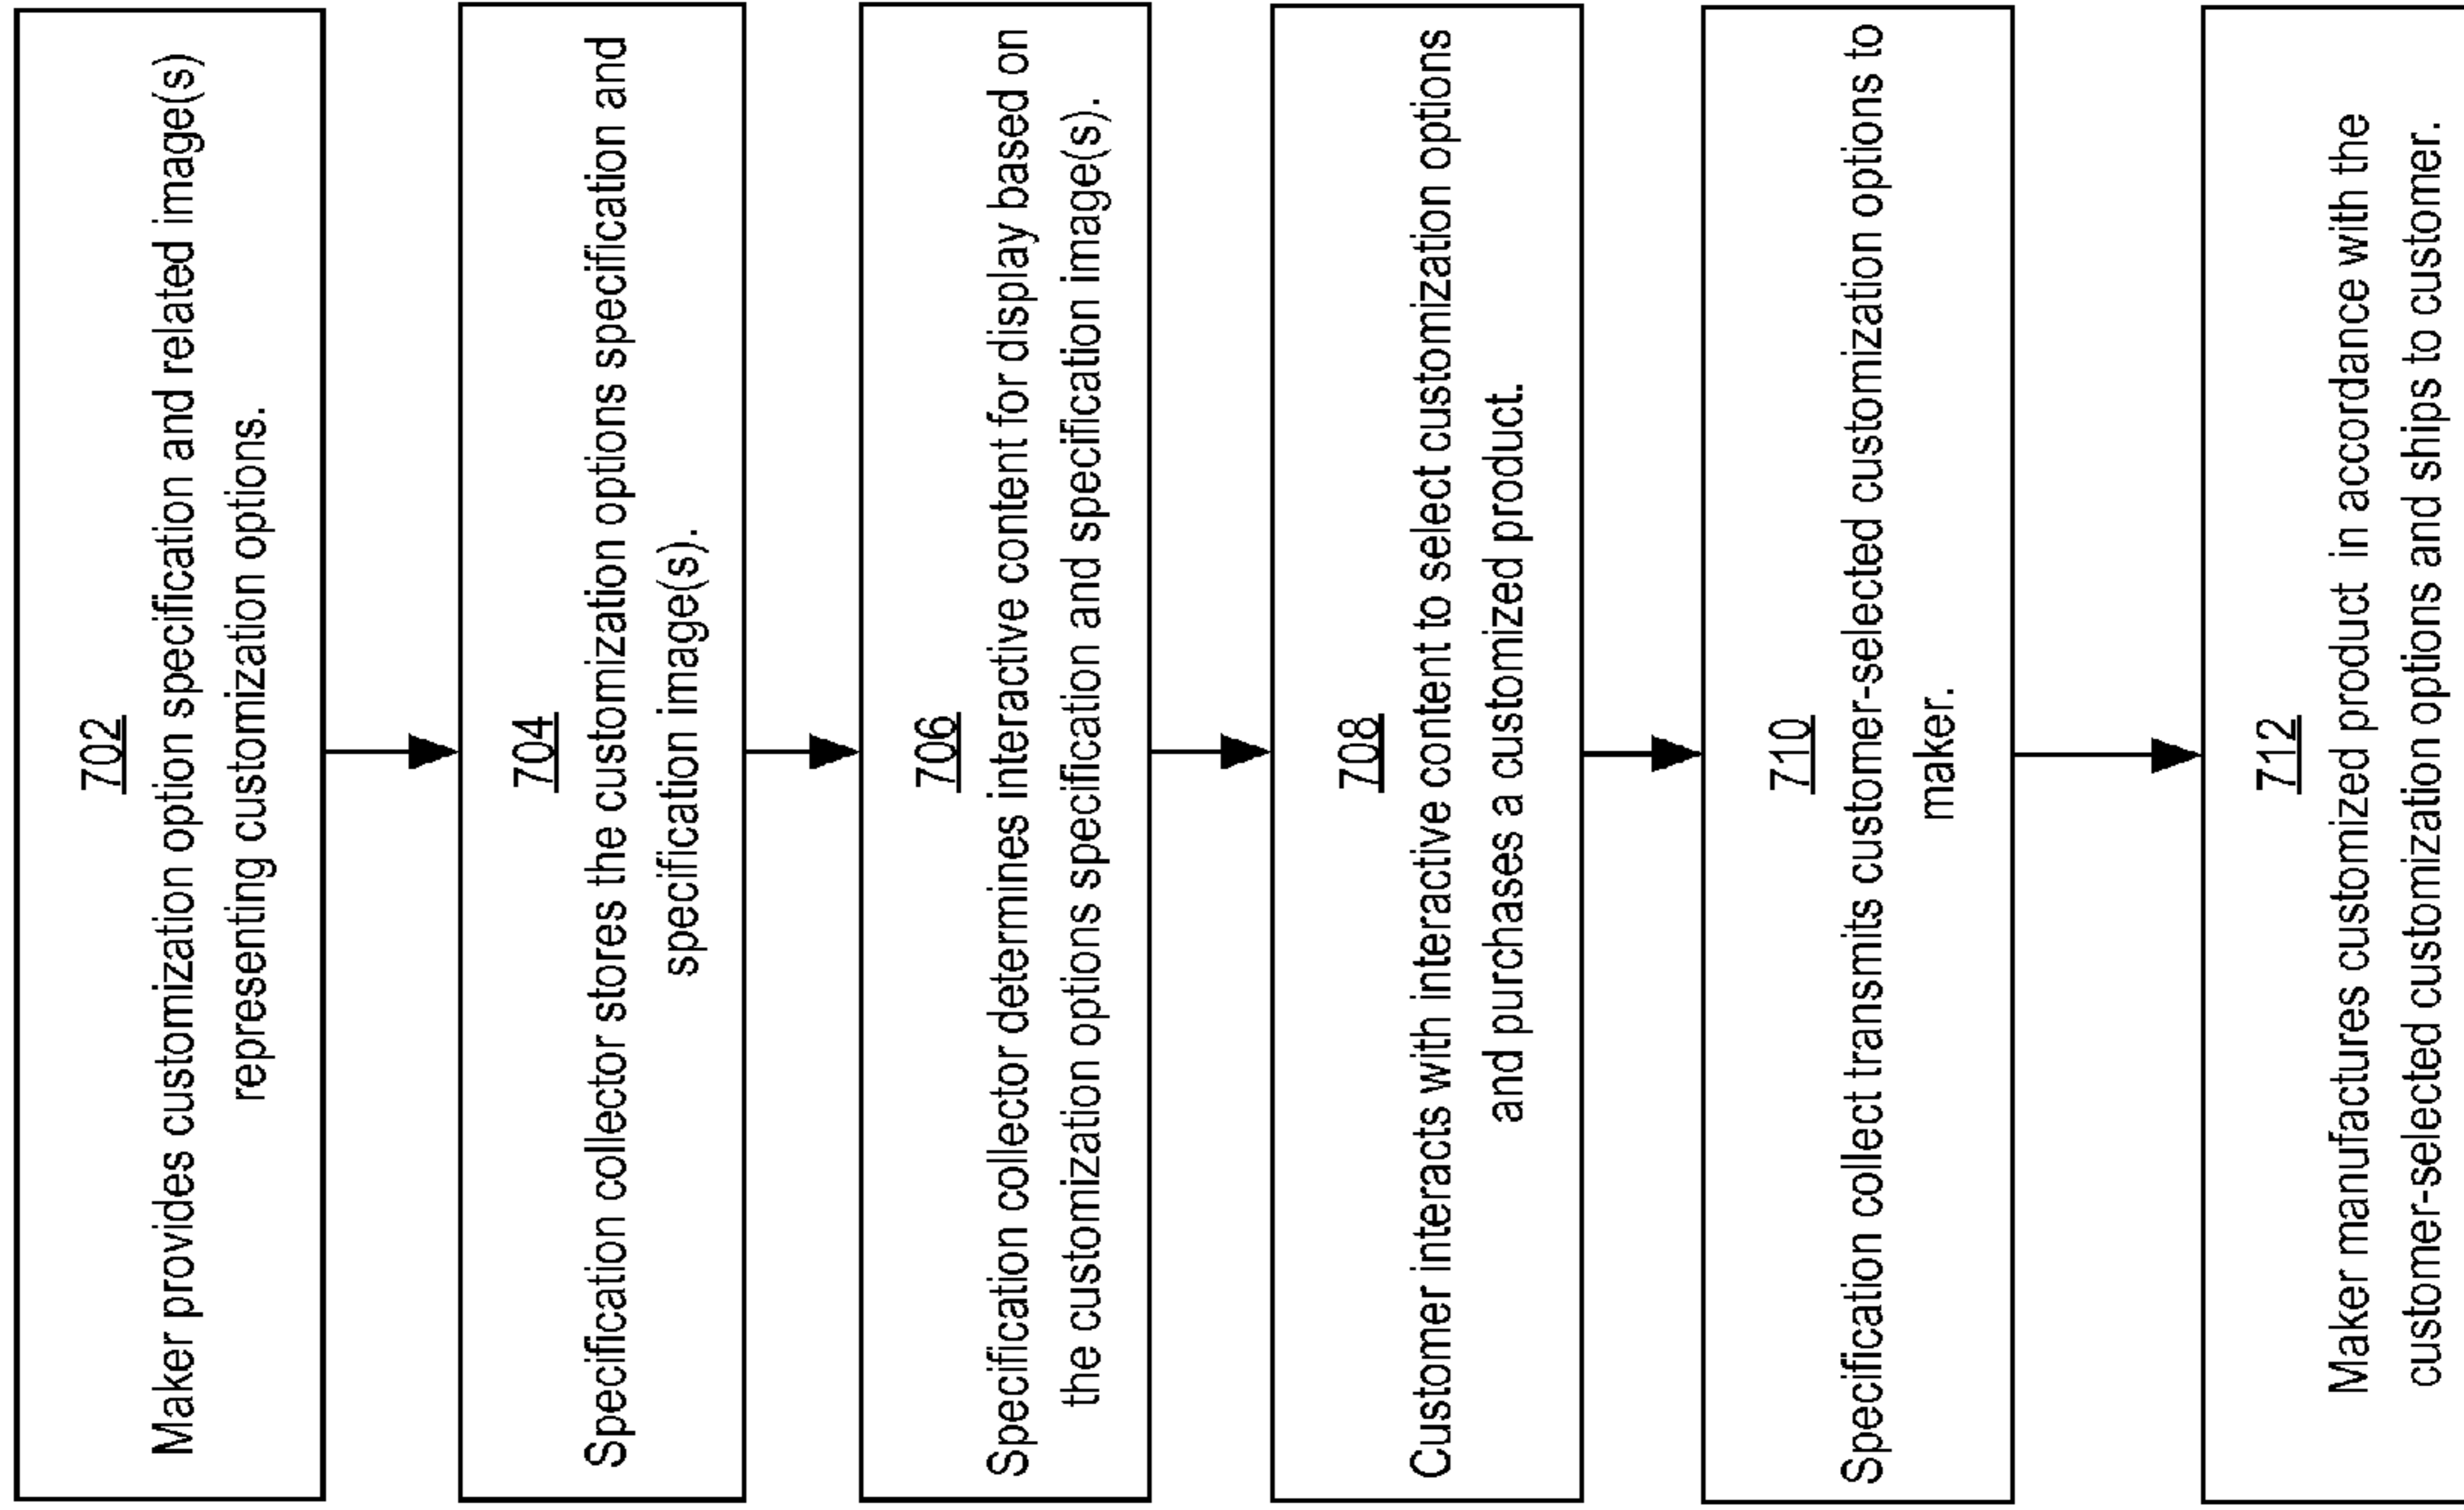 702
Maker provides customization option specification and related image(s)
representing customization options.
704
Specification collector stores the customization options specification and
specification image(s).
706
Specification collector determines interactive content for display based on
the customization options specification and specification image(s).
708
Customer interacts with interactive content to select customization options
and purchases a customized product.
710
Specification collect transmits customer-selected customization options to
maker.
712
Maker manufactures customized product in accordance with the
customer-selected customization options and ships to customer.